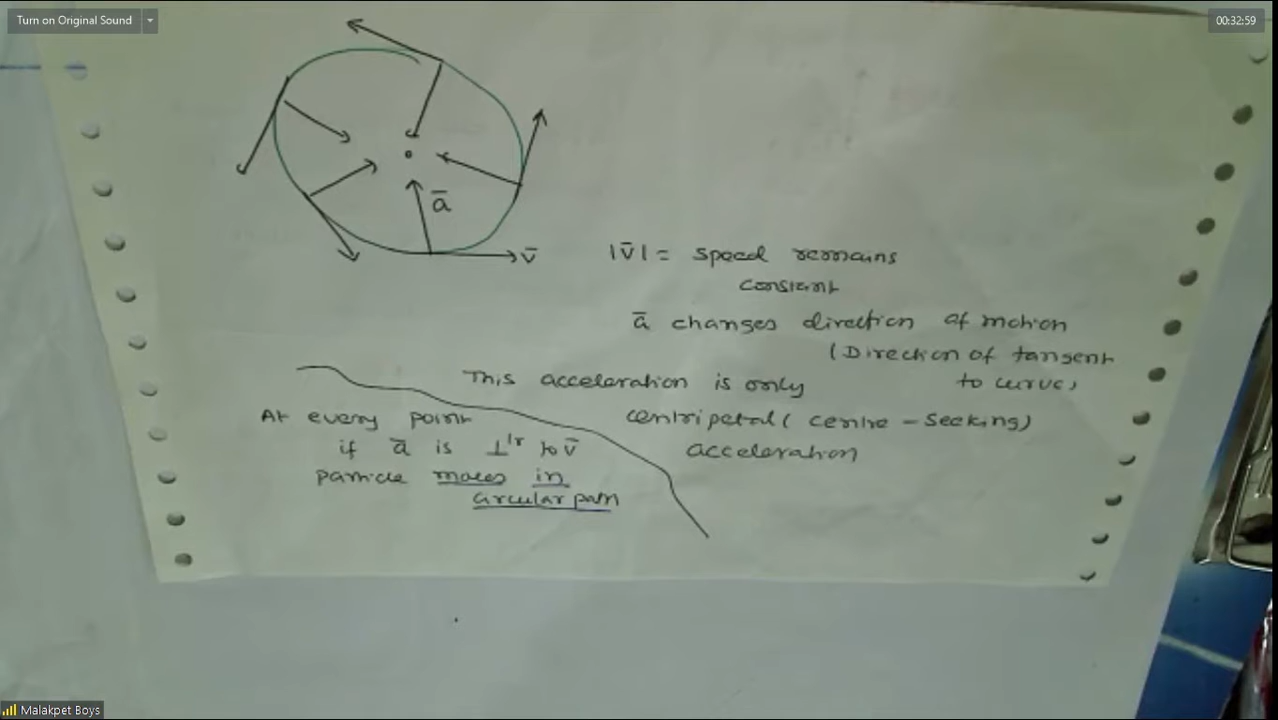 Turn on Original Sound
00:32:59
ā
v̄
|v̄| = speed remains
constant
ā changes direction of motion
(Direction of tangent
to curve)
This acceleration is only
centripetal (centre - seeking)
acceleration
At every point
if ā is ⊥lr to v̄
particle moves in
circular path
Malakpet Boys